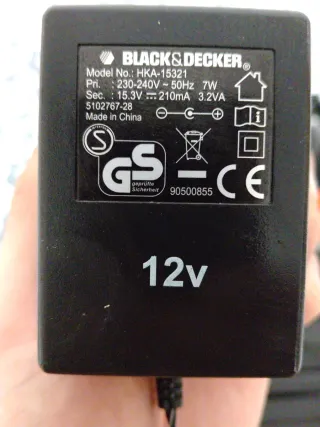 BLACK&DECKER®
Model No.: HKA-15321
Pri. : 230-240V ~ 50Hz 7W
Sec. : 15.3V ⎓ 210mA 3.2VA
5102767-28
Made in China
S
GS
geprüfte
Sicherheit
90500855
CE
12v